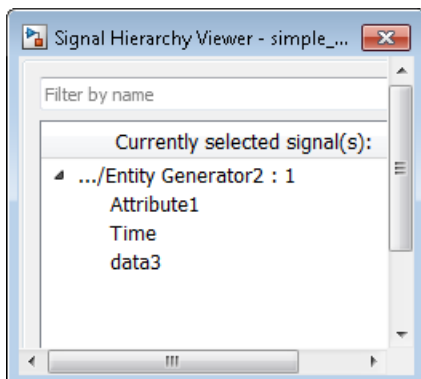 Signal Hierarchy Viewer - simple_...
Filter by name
Currently selected signal(s):
.../Entity Generator2 : 1
Attribute1
Time
data3